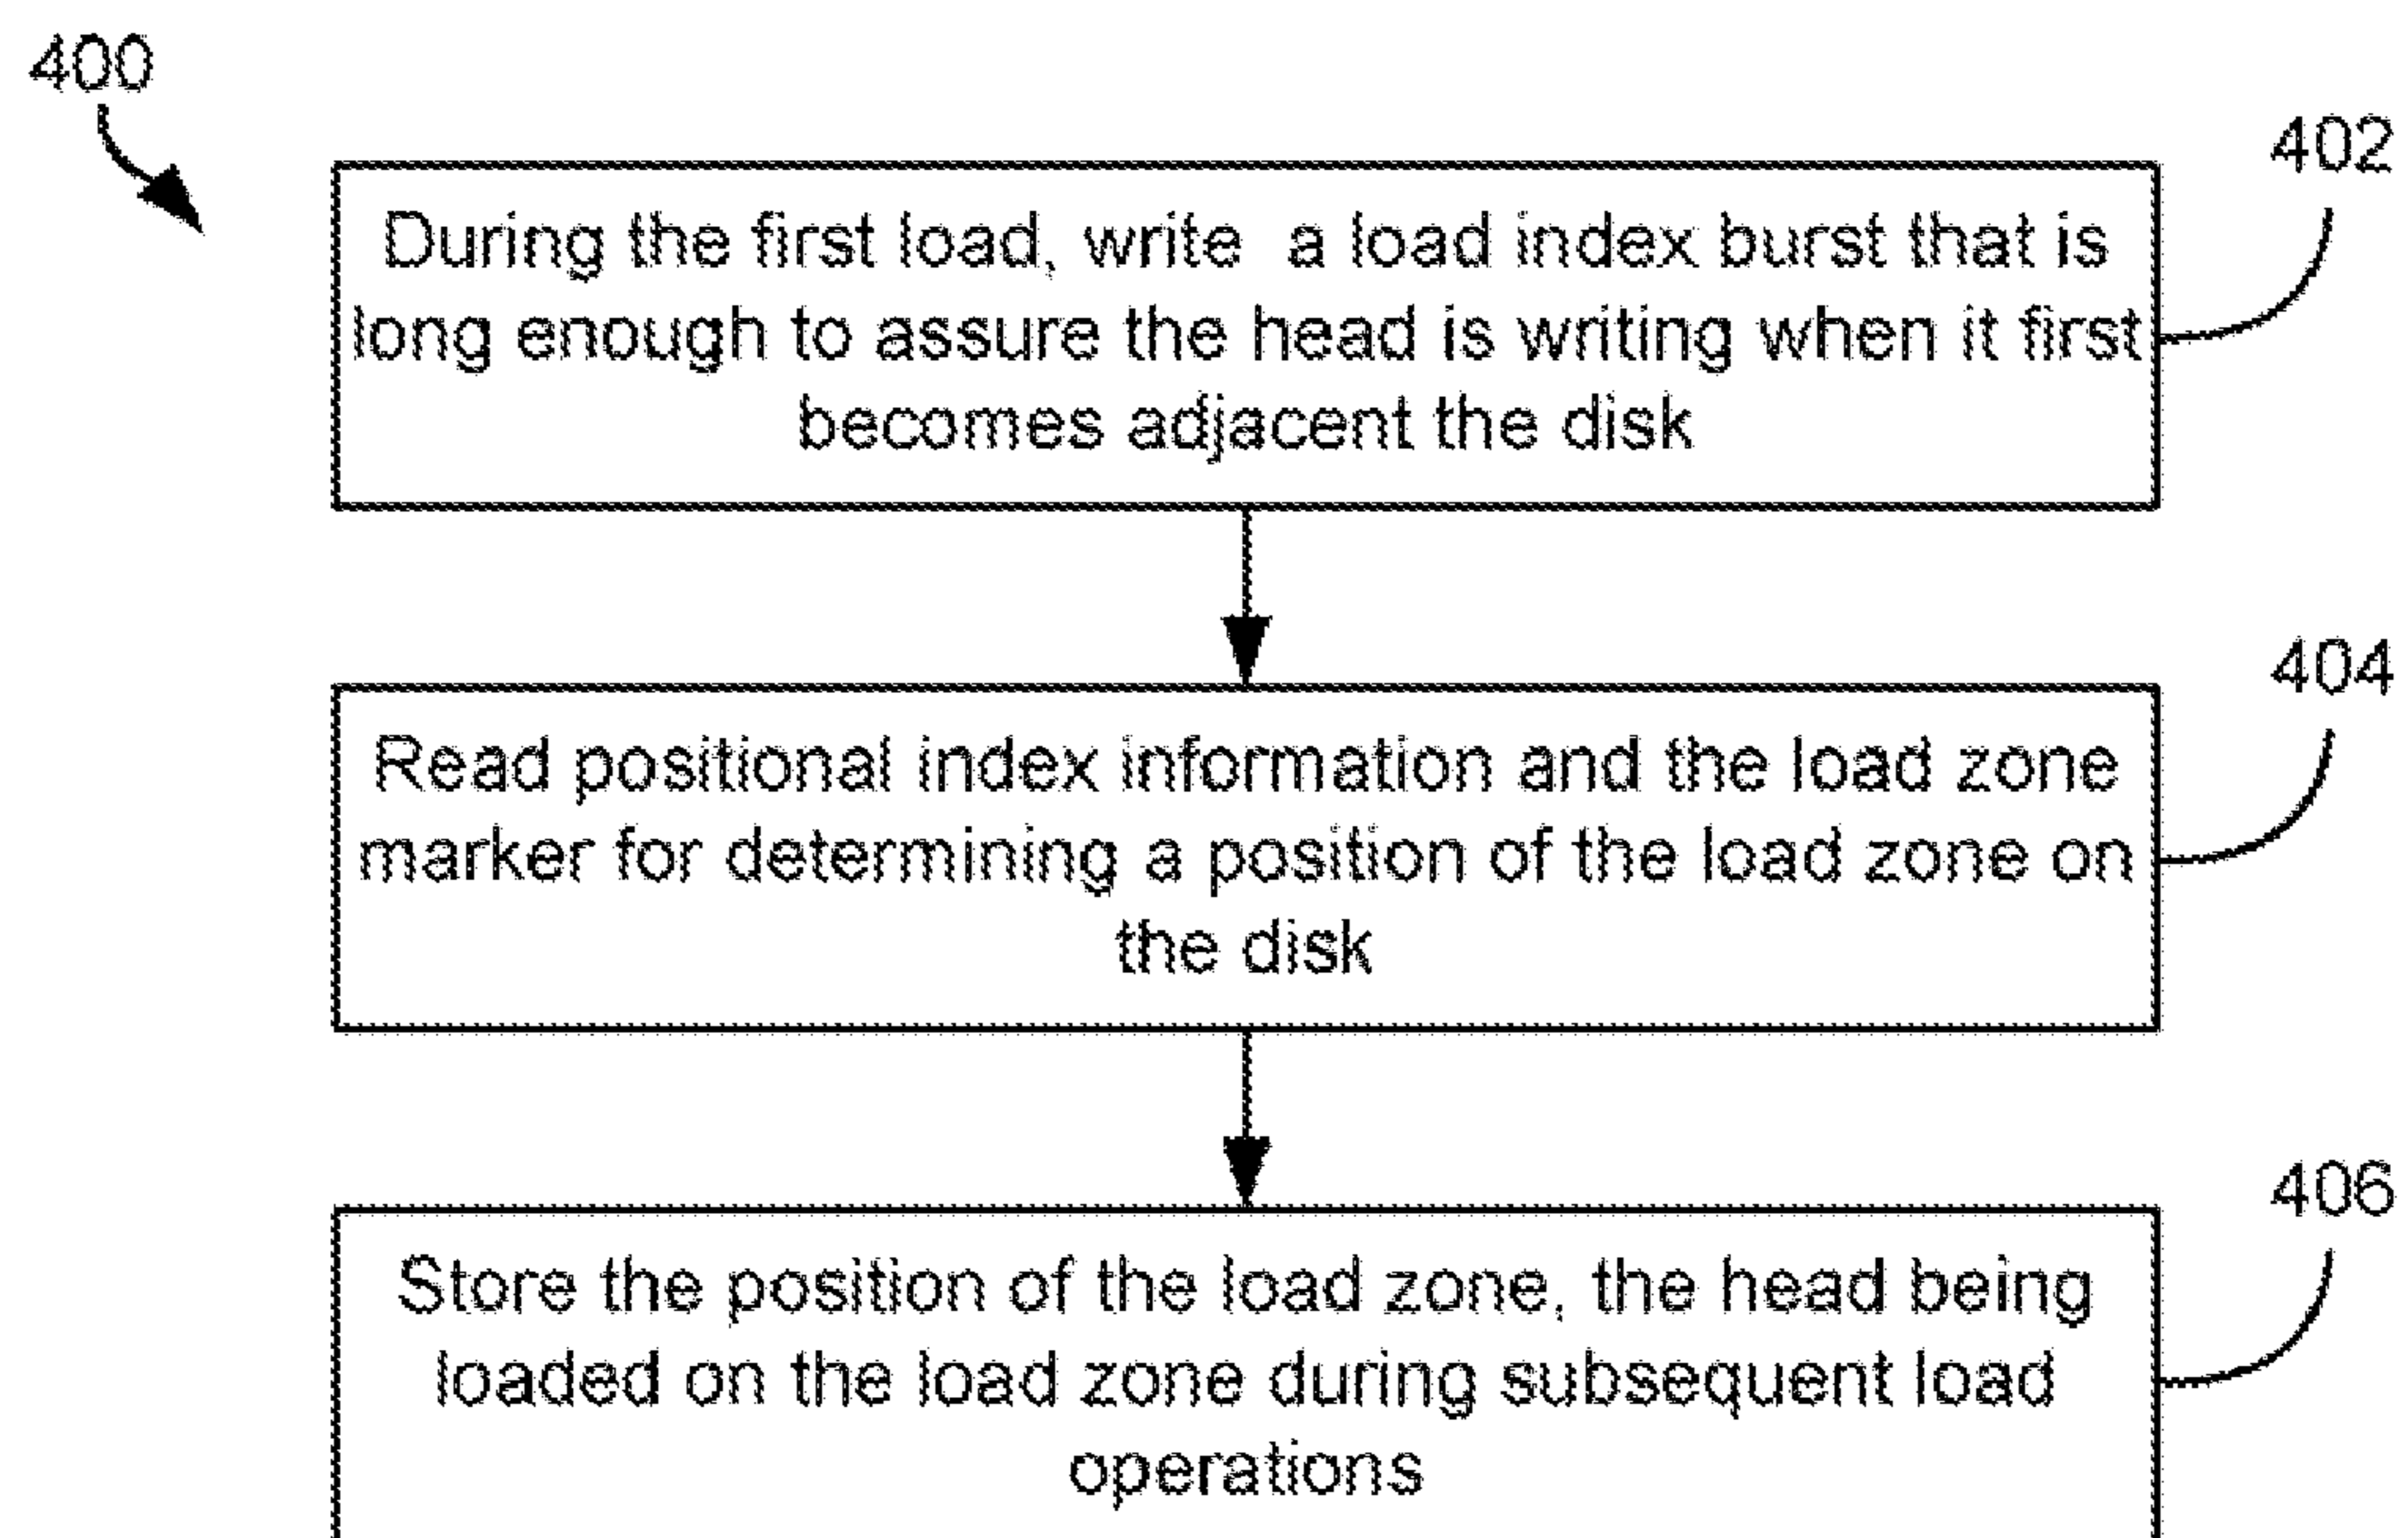 400
402
During the first load, write a load index burst that is
long enough to assure the head is writing when it first
becomes adjacent the disk
404
Read positional index information and the load zone
marker for determining a position of the load zone on
the disk
406
Store the position of the load zone, the head being
loaded on the load zone during subsequent load
operations